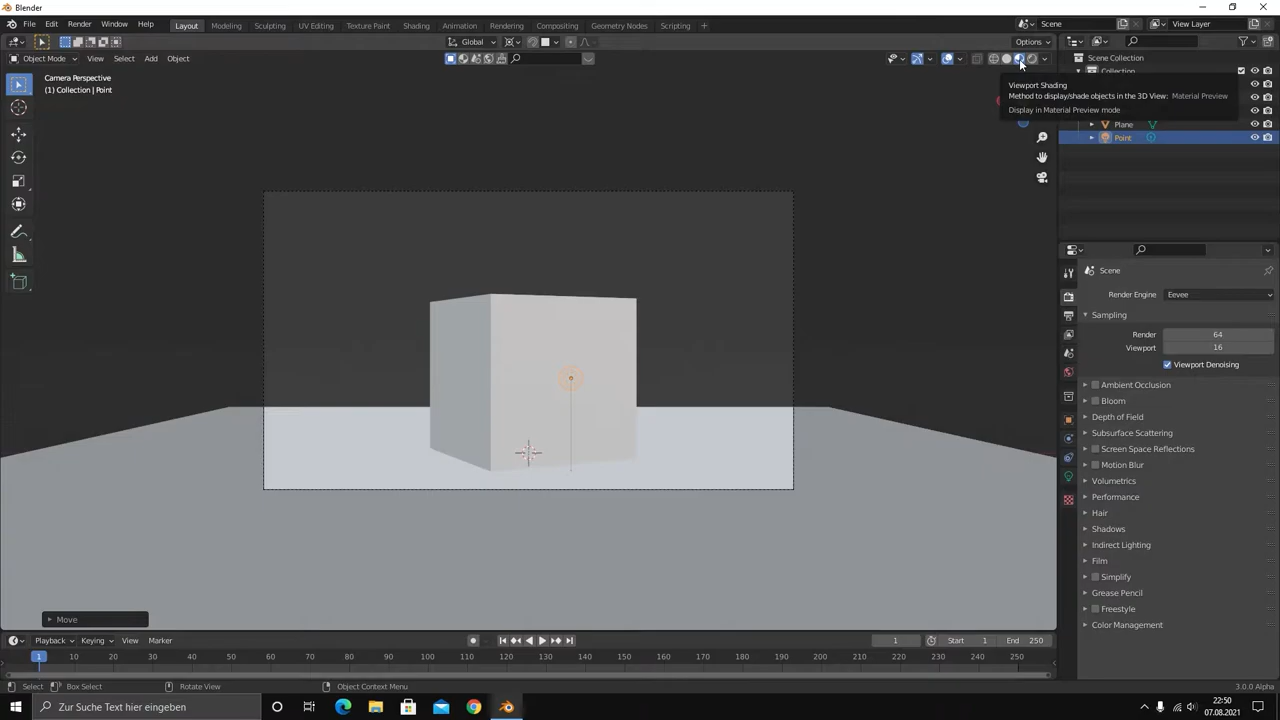 Blender
File Edit Render Window Help Layout Modeling Sculpting UV Editing Texture Paint Shading Animation Rendering Compositing Geometry Nodes Scripting + Scene View Layer
Global Options
Object Mode View Select Add Object
Scene Collection
Collection
Camera Perspective
(1) Collection | Point
Viewport Shading
Method to display/shade objects in the 3D View: Material Preview
Display in Material Preview mode
Plane
Point
Scene
Render Engine Eevee
Sampling
Render 64
Viewport 16
Viewport Denoising
Ambient Occlusion
Bloom
Depth of Field
Subsurface Scattering
Screen Space Reflections
Motion Blur
Volumetrics
Performance
Hair
Shadows
Indirect Lighting
Film
Simplify
Grease Pencil
Freestyle
Color Management
Move
Playback Keying View Marker 1 Start 1 End 250
1 10 20 30 40 50 60 70 80 90 100 110 120 130 140 150 160 170 180 190 200 210 220 230 240 250
Select Box Select Rotate View Object Context Menu 3.0.0 Alpha
Zur Suche Text hier eingeben
22:50
07.08.2021